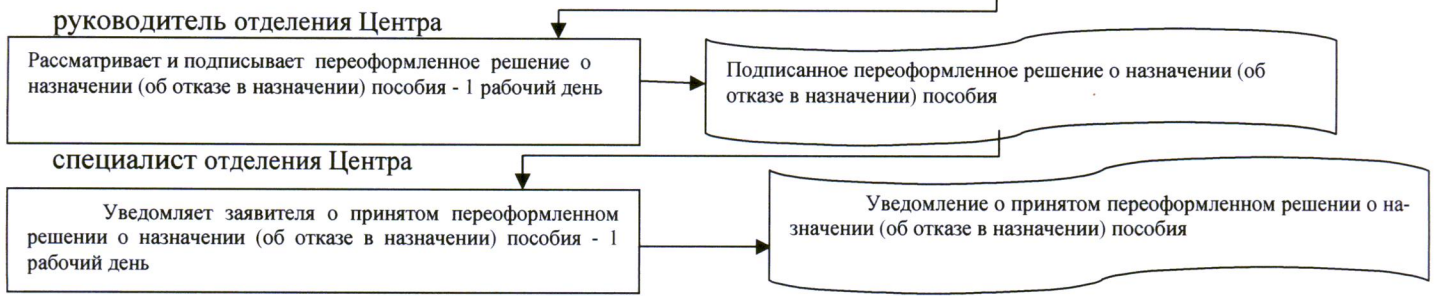 руководитель отделения Центра
Рассматривает и подписывает переоформленное решение о
назначении (об отказе в назначении) пособия - 1 рабочий день
Подписанное переоформленное решение о назначении (об
отказе в назначении) пособия
специалист отделения Центра
Уведомляет заявителя о принятом переоформленном
решении о назначении (об отказе в назначении) пособия - 1
рабочий день
Уведомление о принятом переоформленном решении о на-
значении (об отказе в назначении) пособия